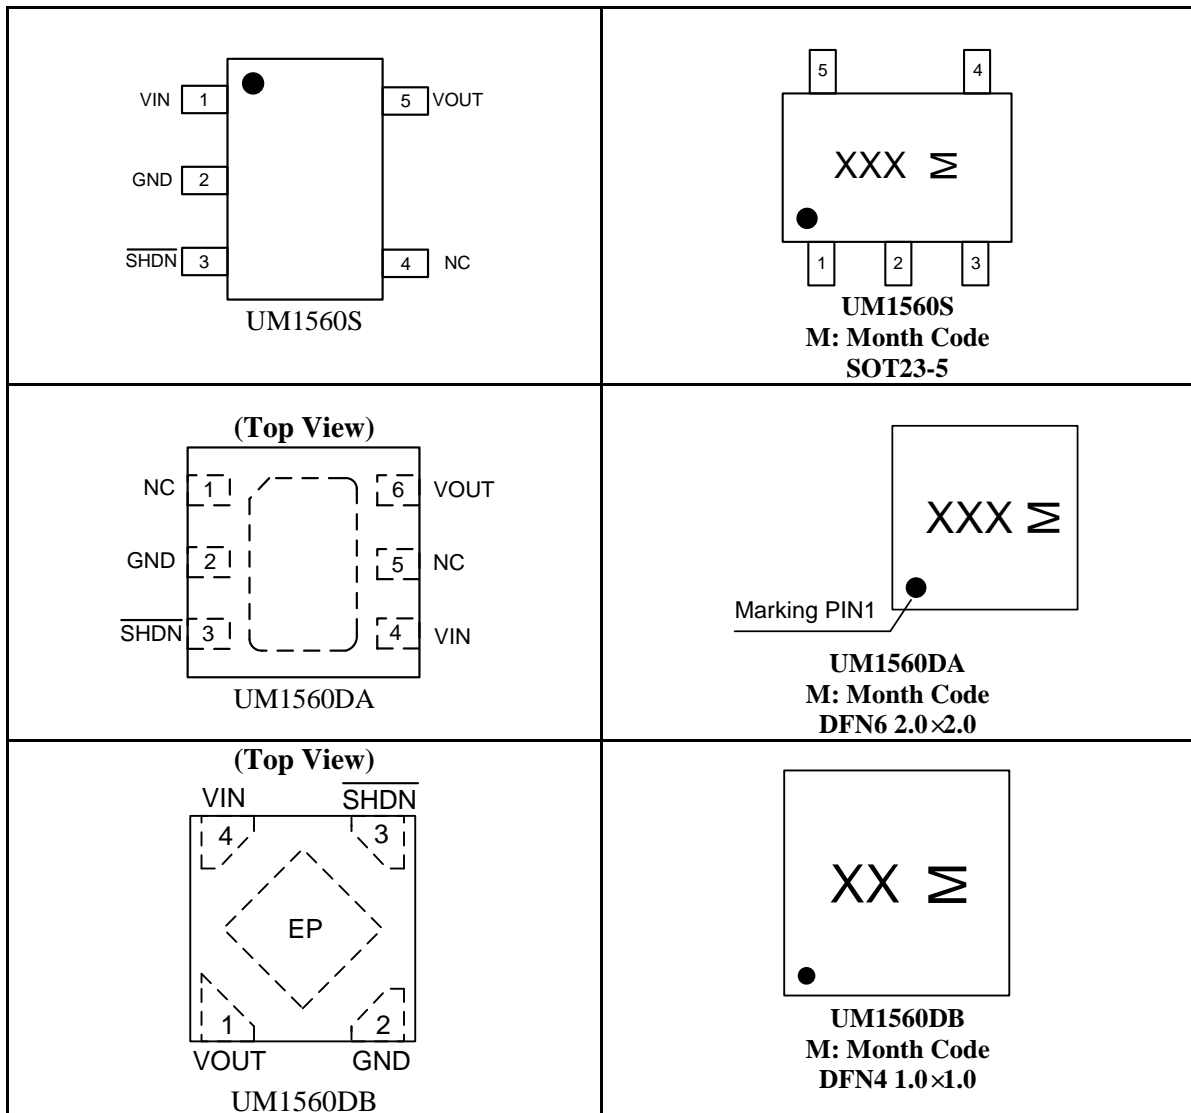 VIN 1
5 VOUT
GND 2
SHDN 3
4 NC
UM1560S
5 4
XXX M
1 2 3
UM1560S
M: Month Code
SOT23-5
(Top View)
NC 1
6 VOUT
GND 2
5 NC
SHDN 3
4 VIN
UM1560DA
XXX M
Marking PIN1
UM1560DA
M: Month Code
DFN6 2.0×2.0
(Top View)
VIN SHDN
4 3
EP
1 2
VOUT GND
UM1560DB
XX M
UM1560DB
M: Month Code
DFN4 1.0×1.0